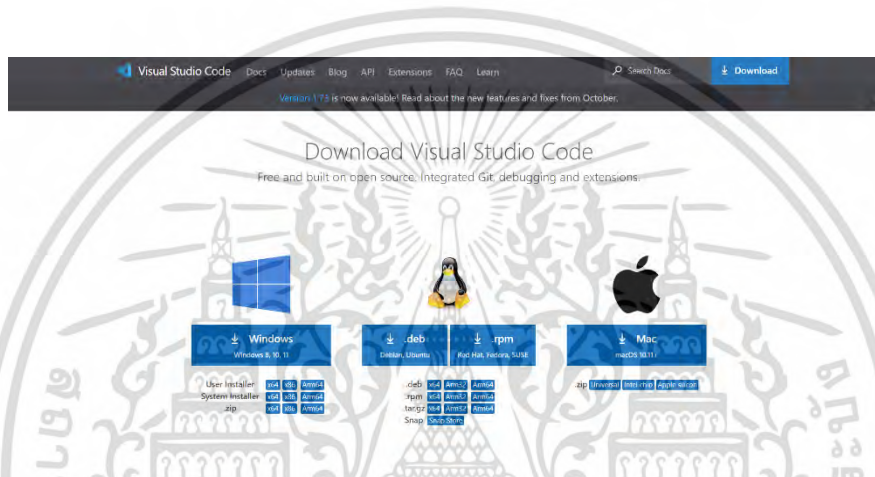 Visual Studio Code Docs Updates Blog API Extensions FAQ Learn Search Docs Download
Version 1.73 is now available! Read about the new features and fixes from October.
Download Visual Studio Code
Free and built on open source. Integrated Git, debugging and extensions.
Windows
Windows 8, 10, 11
.deb
Debian, Ubuntu
.rpm
Red Hat, Fedora, SUSE
Mac
macOS 10.11+
User Installer x64 x86 Arm64
System Installer x64 x86 Arm64
.zip x64 x86 Arm64
.deb x64 Arm32 Arm64
.rpm x64 Arm32 Arm64
.tar.gz x64 Arm32 Arm64
Snap Snap Store
.zip Universal Intel chip Apple silicon